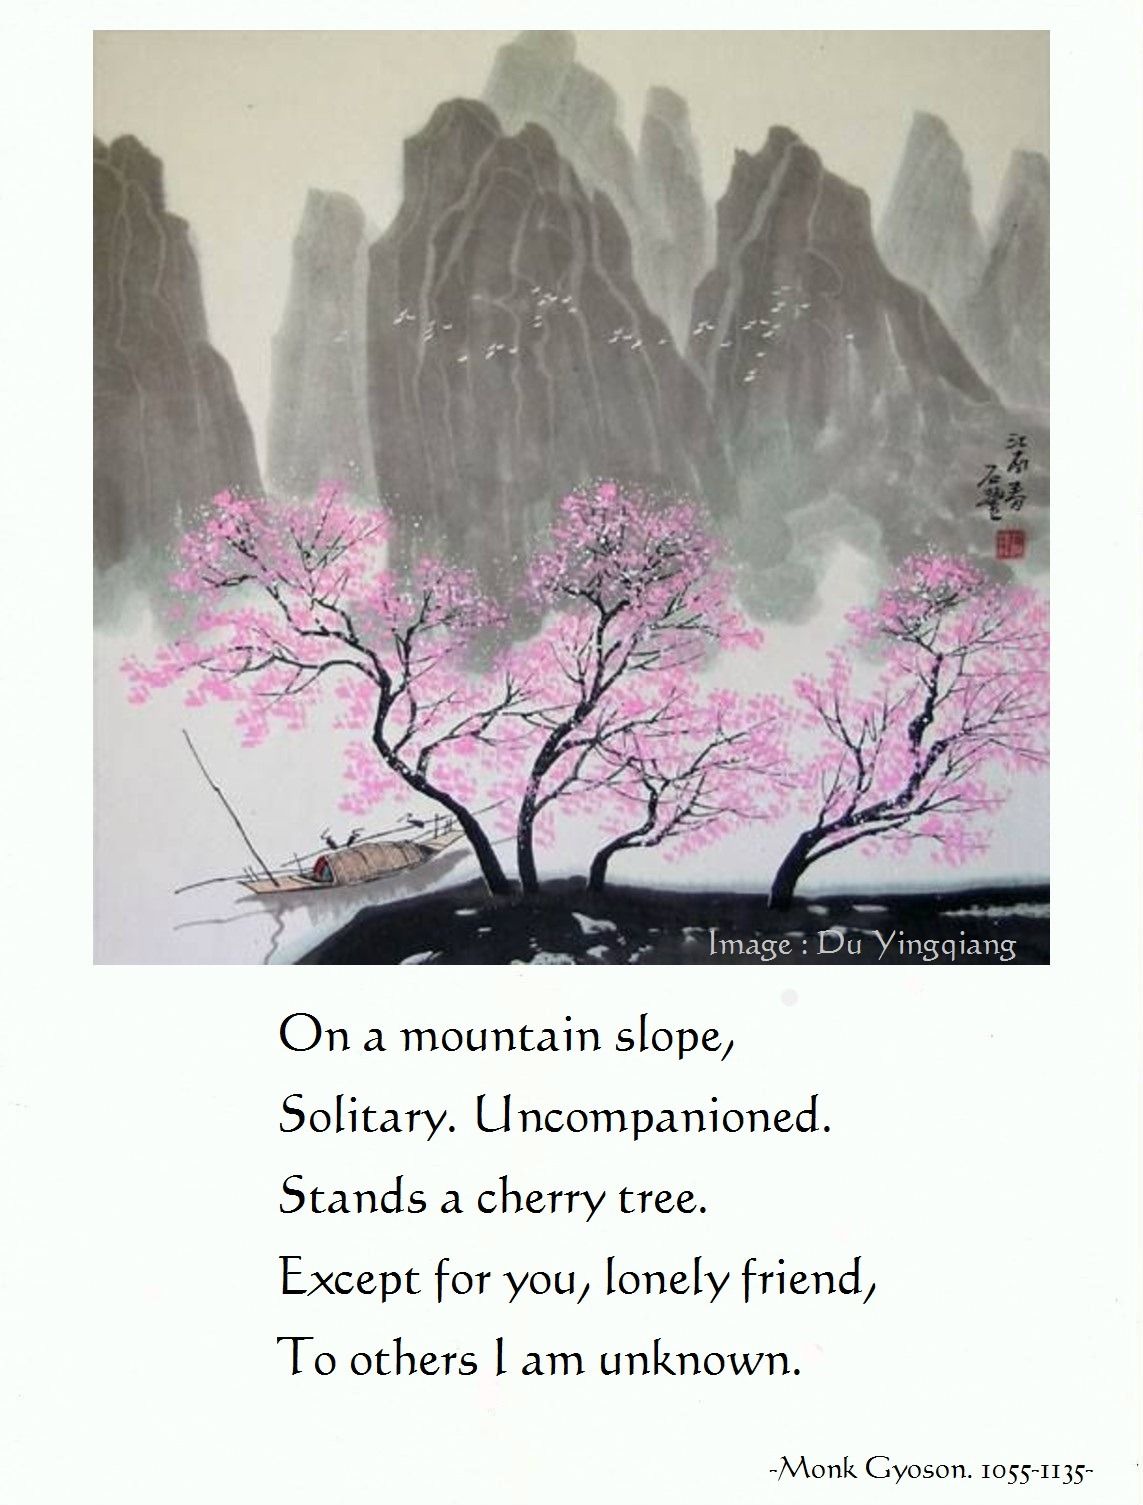 江南春
石萱
Image : Du Yingqiang
On a mountain slope,
Solitary. Uncompanioned.
Stands a cherry tree.
Except for you, lonely friend,
To others I am unknown.
-Monk Gyoson. 1055-1135-